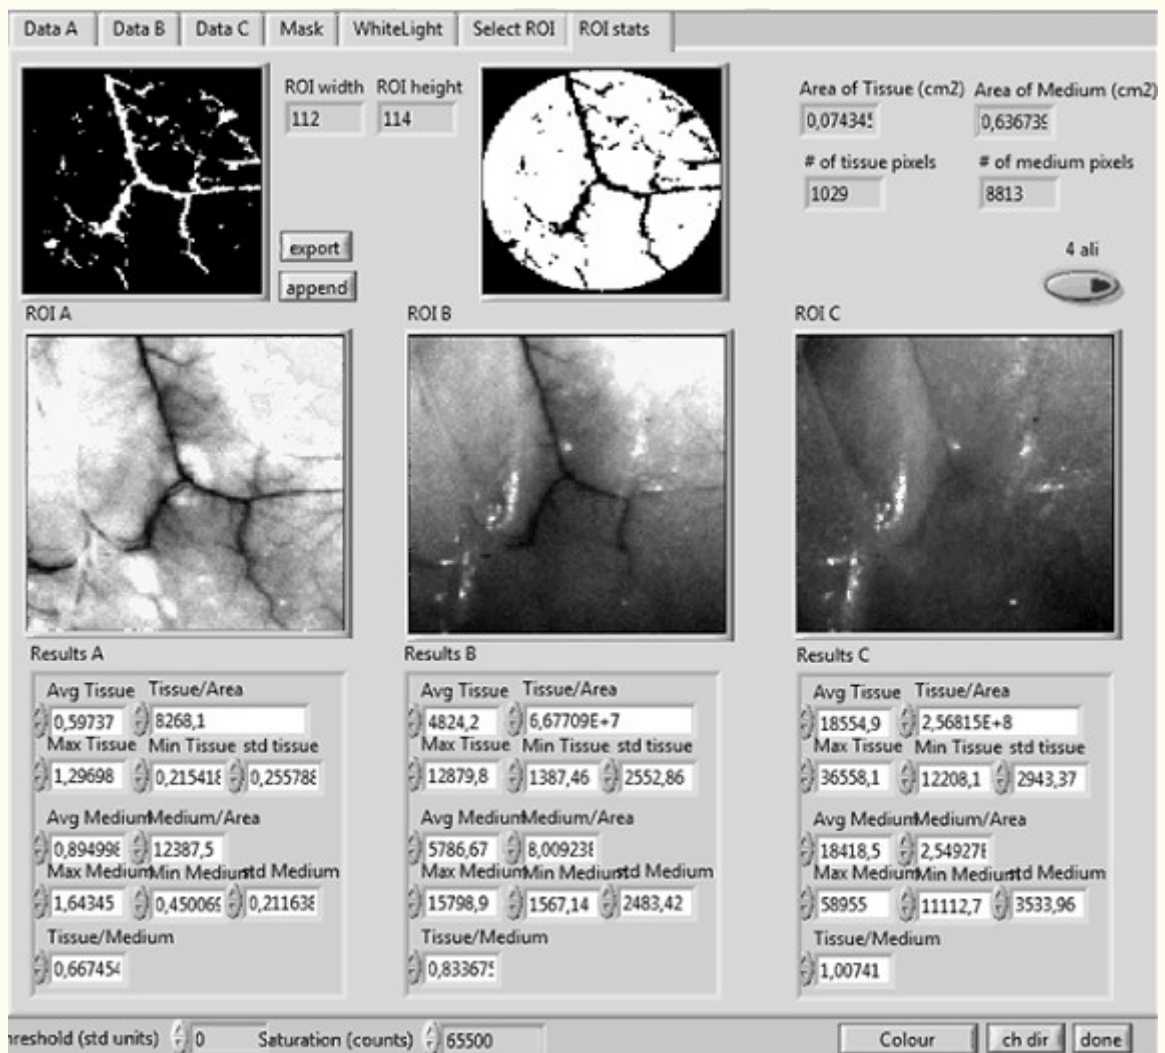 Data A Data B Data C Mask WhiteLight Select ROI ROI stats
ROI width ROI height
112 114
Area of Tissue (cm2) Area of Medium (cm2)
0,074345 0,636739
# of tissue pixels # of medium pixels
1029 8813
export
append
4 ali
ROI A ROI B ROI C
Results A
Avg Tissue Tissue/Area
0,59737 8268,1
Max Tissue Min Tissue std tissue
1,29698 0,215418 0,255788
Avg Medium Medium/Area
0,894998 12387,5
Max Medium Min Medium std Medium
1,64345 0,450069 0,211638
Tissue/Medium
0,667454
Results B
Avg Tissue Tissue/Area
4824,2 6,67709E+7
Max Tissue Min Tissue std tissue
12879,8 1387,46 2552,86
Avg Medium Medium/Area
5786,67 8,00923E
Max Medium Min Medium std Medium
15798,9 1567,14 2483,42
Tissue/Medium
0,833675
Results C
Avg Tissue Tissue/Area
18554,9 2,56815E+8
Max Tissue Min Tissue std tissue
36558,1 12208,1 2943,37
Avg Medium Medium/Area
18418,5 2,54927E
Max Medium Min Medium std Medium
58955 11112,7 3533,96
Tissue/Medium
1,00741
reshold (std units) 0 Saturation (counts) 65500 Colour ch dir done